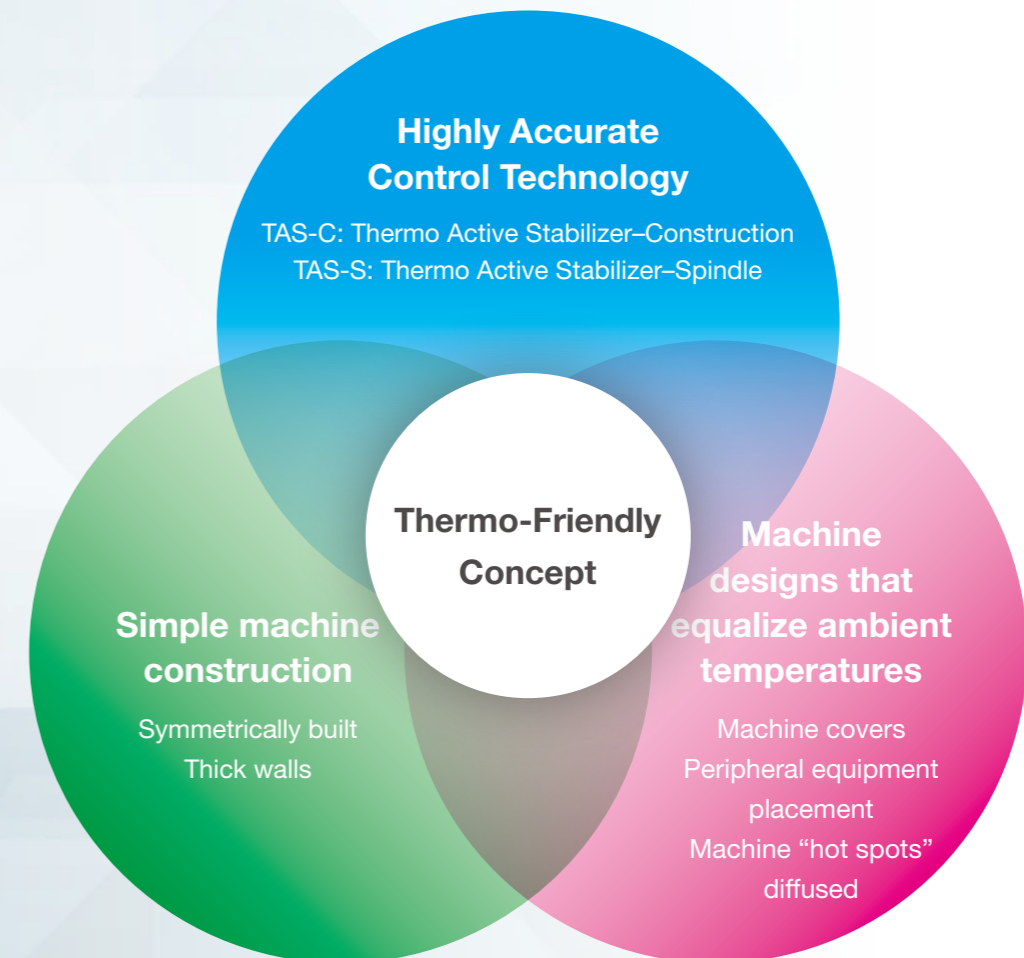 Highly Accurate
Control Technology
TAS-C: Thermo Active Stabilizer–Construction
TAS-S: Thermo Active Stabilizer–Spindle
Thermo-Friendly
Concept
Simple machine
construction
Symmetrically built
Thick walls
Machine
designs that
equalize ambient
temperatures
Machine covers
Peripheral equipment
placement
Machine “hot spots”
diffused